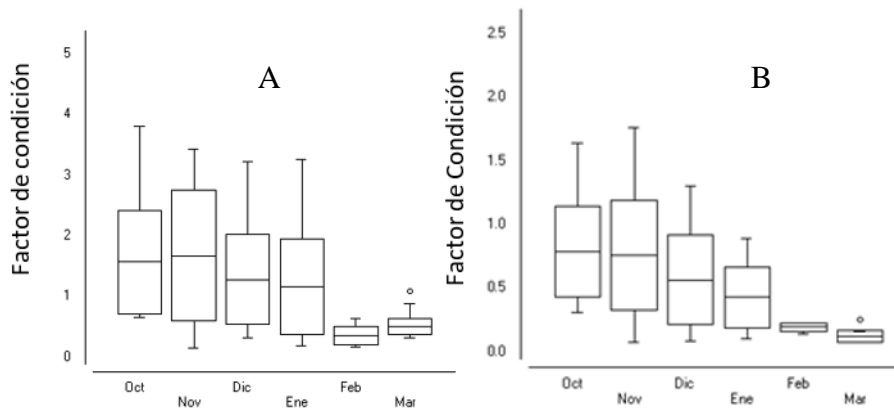 A
Factor de condición
5
4
3
2
1
0
Oct
Nov
Dic
Ene
Feb
Mar
B
Factor de Condición
2.5
2.0
1.5
1.0
0.5
0.0
Oct
Nov
Dic
Ene
Feb
Mar